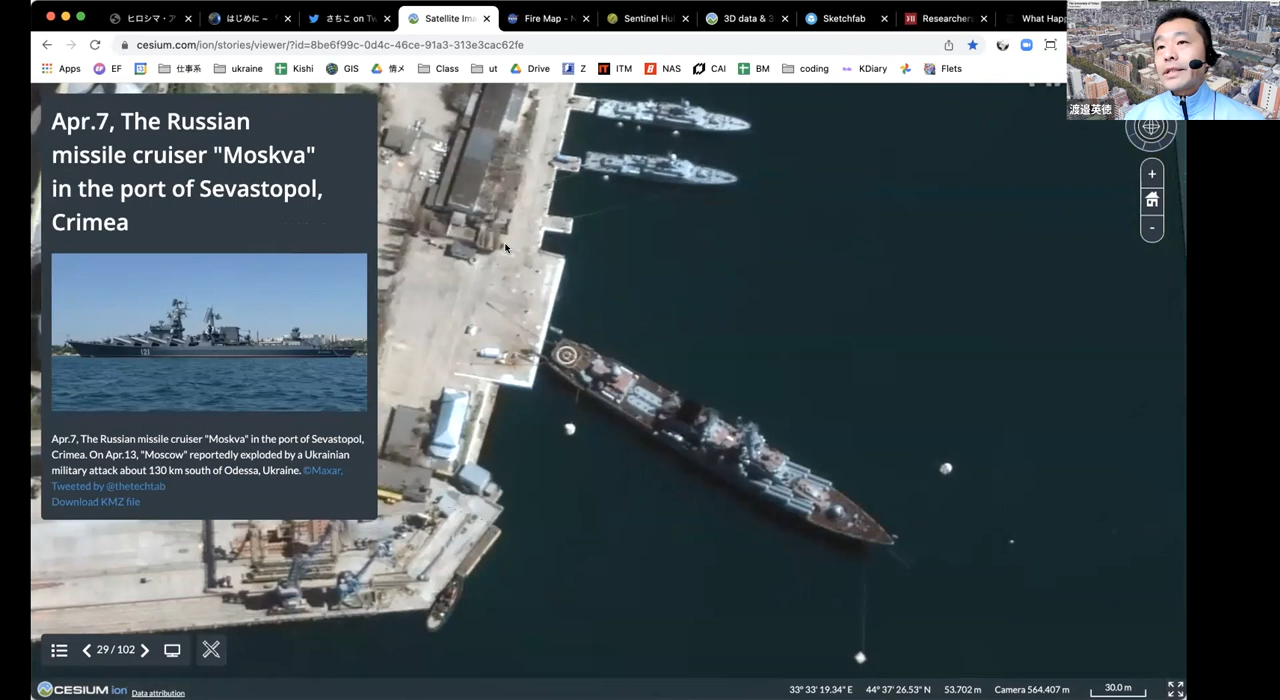 ヒロシマ・ア
はじめに ~
さちこ on Tw
Satellite Ima
Fire Map - N
Sentinel Hub
3D data & 3
Sketchfab
Researchers
What Happ
cesium.com/ion/stories/viewer/?id=8be6f99c-0d4c-46ce-91a3-313e3cac62fe
Apps
EF
仕事系
ukraine
Kishi
GIS
情メ
Class
ut
Drive
Z
ITM
NAS
CAI
BM
coding
KDiary
Flets
渡邉英徳
Apr.7, The Russian
missile cruiser "Moskva"
in the port of Sevastopol,
Crimea
121
Apr.7, The Russian missile cruiser "Moskva" in the port of Sevastopol,
Crimea. On Apr.13, "Moscow" reportedly exploded by a Ukrainian
military attack about 130 km south of Odessa, Ukraine. ©Maxar,
Tweeted by @thetechtab
Download KMZ file
29 / 102
CESIUM ion Data attribution
33° 33' 19.34" E 44° 37' 26.53" N 53.702 m Camera 564.407 m 30.0 m